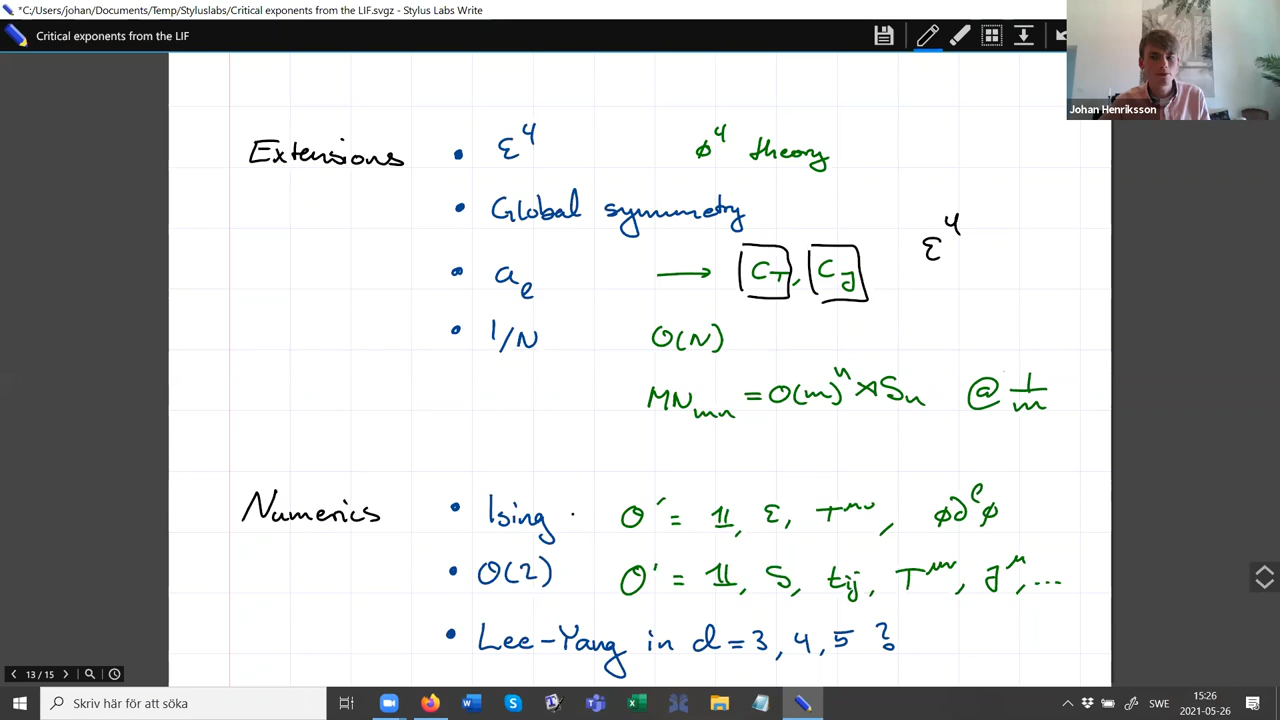 *C:/Users/johan/Documents/Temp/Styluslabs/Critical exponents from the LIF.svgz - Stylus Labs Write
Critical exponents from the LIF
Johan Henriksson
Extensions • ε⁴ φ⁴ theory
• Global symmetry
• aₑ → C_T, C_J ε⁴
• 1/N O(N)
MN_mn = O(m)ⁿ ⋊ Sₙ @ 1/m
Numerics • Ising O' = 𝟙, ε, T^μν, φ∂^ℓφ
• O(2) O' = 𝟙, S, t_ij, T^μν, J^μ, ...
• Lee-Yang in d = 3, 4, 5 ?
13 / 15
Skriv här för att söka
SWE
15:26
2021-05-26